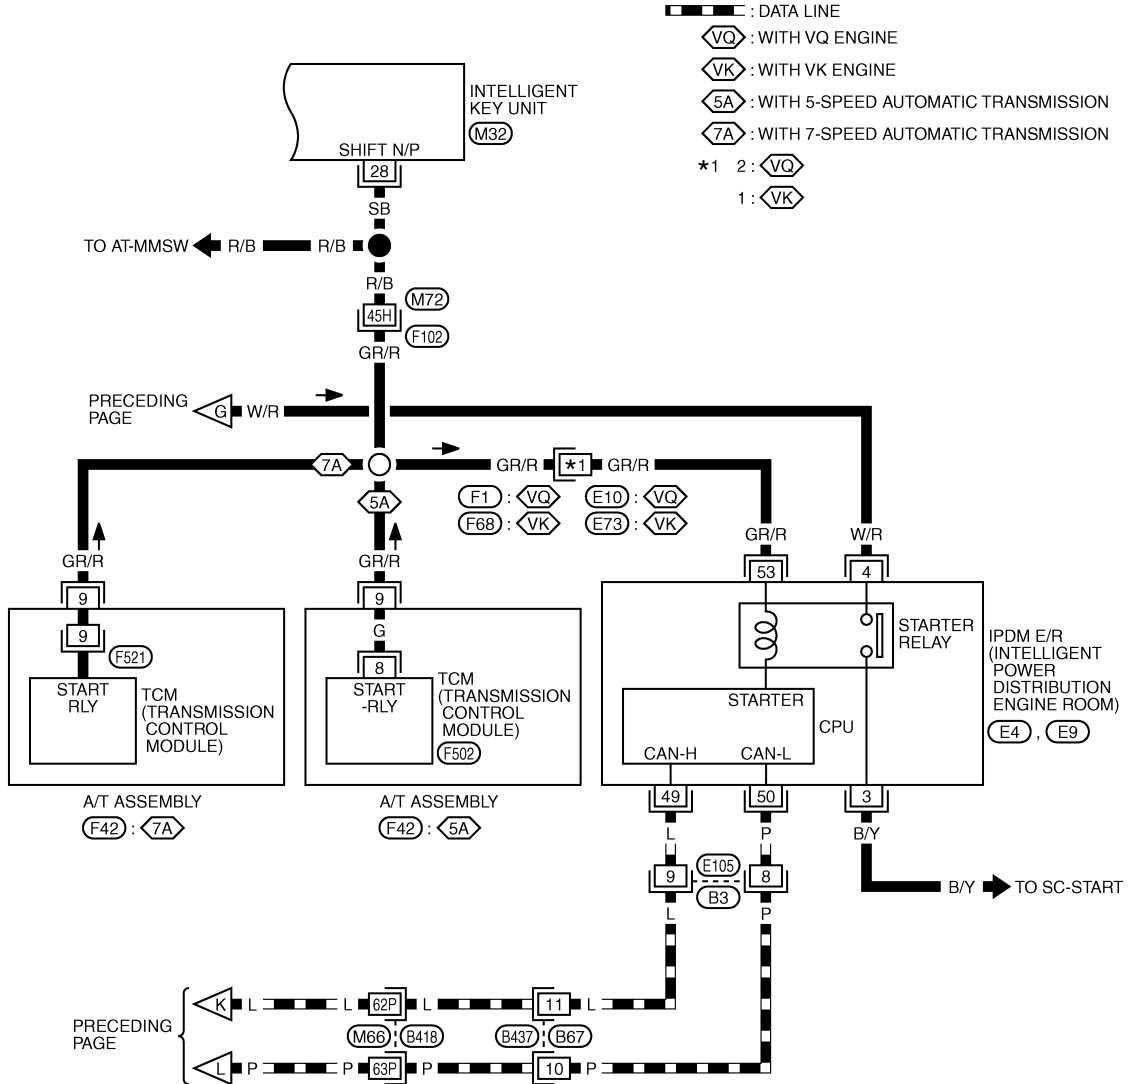 : DATA LINE
VQ : WITH VQ ENGINE
VK : WITH VK ENGINE
5A : WITH 5-SPEED AUTOMATIC TRANSMISSION
7A : WITH 7-SPEED AUTOMATIC TRANSMISSION
*1 2 : VQ
1 : VK
INTELLIGENT
KEY UNIT
M32
SHIFT N/P
28
SB
TO AT-MMSW R/B R/B
R/B
M72
45H
F102
GR/R
PRECEDING
PAGE
G W/R
7A GR/R *1 GR/R
5A
F1 : VQ E10 : VQ
F68 : VK E73 : VK
GR/R GR/R GR/R W/R
9 9 53 4
9 G
F521 8
START
RLY
TCM
(TRANSMISSION
CONTROL
MODULE)
START
-RLY
TCM
(TRANSMISSION
CONTROL
MODULE)
F502
STARTER
RELAY
IPDM E/R
(INTELLIGENT
POWER
DISTRIBUTION
ENGINE ROOM)
E4 , E9
STARTER
CPU
CAN-H CAN-L
49 50 3
A/T ASSEMBLY
F42 : 7A
A/T ASSEMBLY
F42 : 5A
L P B/Y
9 E105 8
B3
B/Y TO SC-START
L P
PRECEDING
PAGE
K L L 62P L 11 L
M66 B418 B437 B67
L P P 63P P 10 P